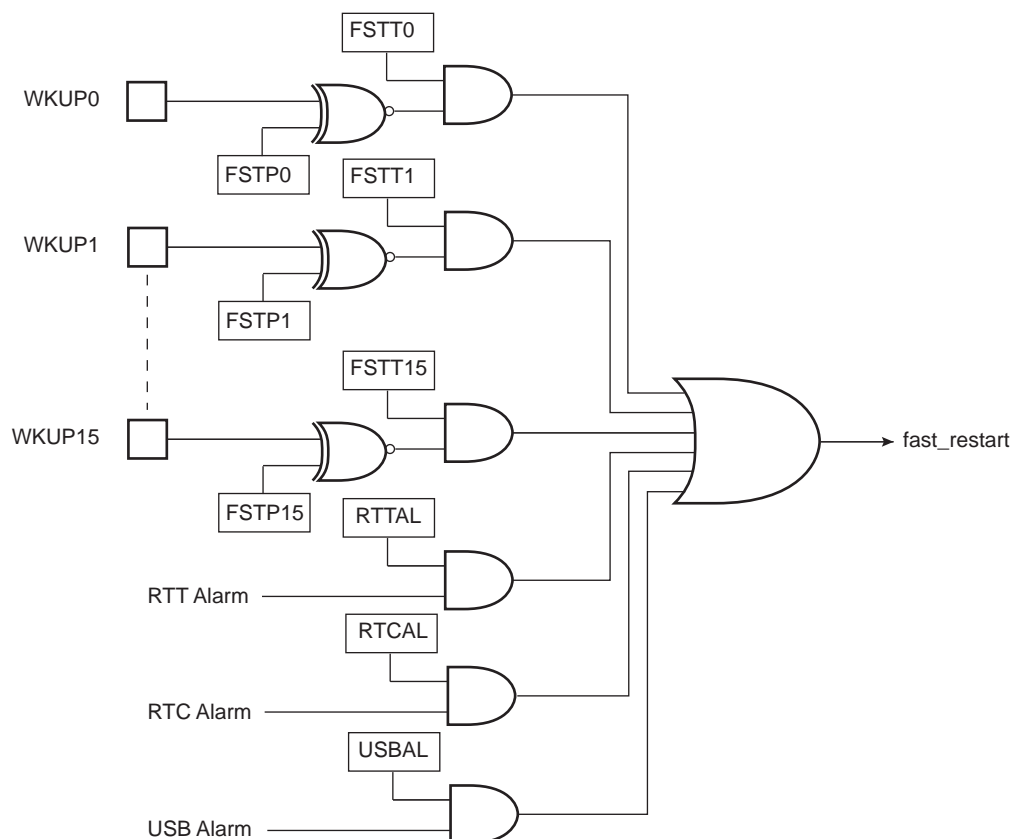 FSTT0
WKUP0
FSTP0
FSTT1
WKUP1
FSTP1
FSTT15
WKUP15
fast_restart
FSTP15
RTTAL
RTT Alarm
RTCAL
RTC Alarm
USBAL
USB Alarm